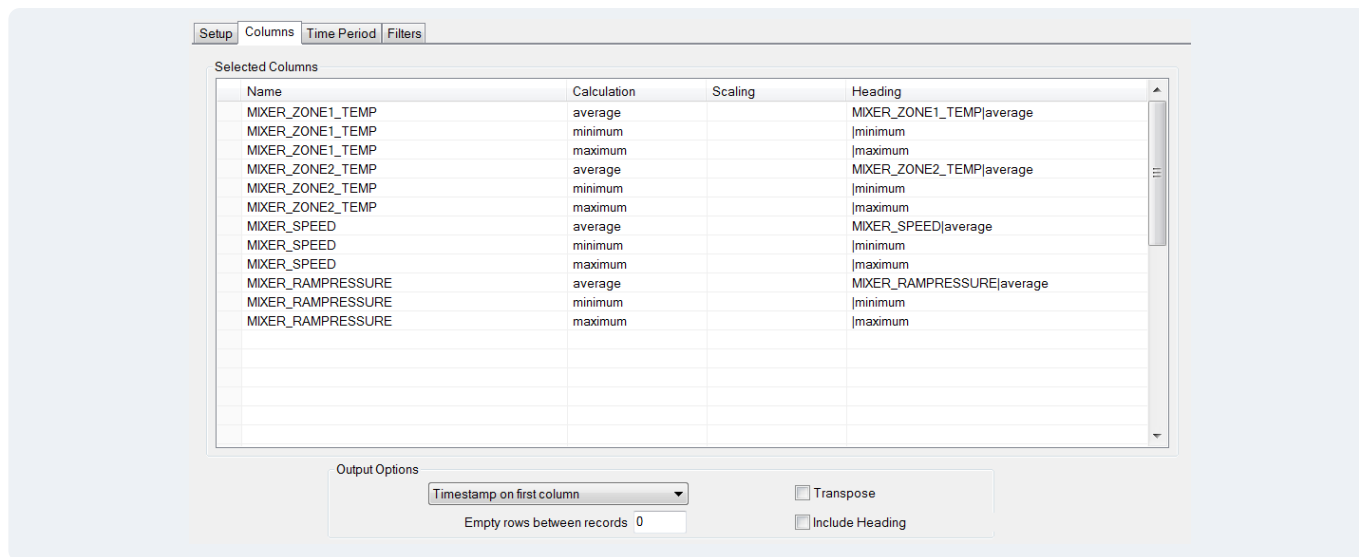 Setup Columns Time Period Filters
Selected Columns
Name Calculation Scaling Heading
MIXER_ZONE1_TEMP average MIXER_ZONE1_TEMP|average
MIXER_ZONE1_TEMP minimum |minimum
MIXER_ZONE1_TEMP maximum |maximum
MIXER_ZONE2_TEMP average MIXER_ZONE2_TEMP|average
MIXER_ZONE2_TEMP minimum |minimum
MIXER_ZONE2_TEMP maximum |maximum
MIXER_SPEED average MIXER_SPEED|average
MIXER_SPEED minimum |minimum
MIXER_SPEED maximum |maximum
MIXER_RAMPRESSURE average MIXER_RAMPRESSURE|average
MIXER_RAMPRESSURE minimum |minimum
MIXER_RAMPRESSURE maximum |maximum
Output Options
Timestamp on first column Transpose
Empty rows between records 0 Include Heading